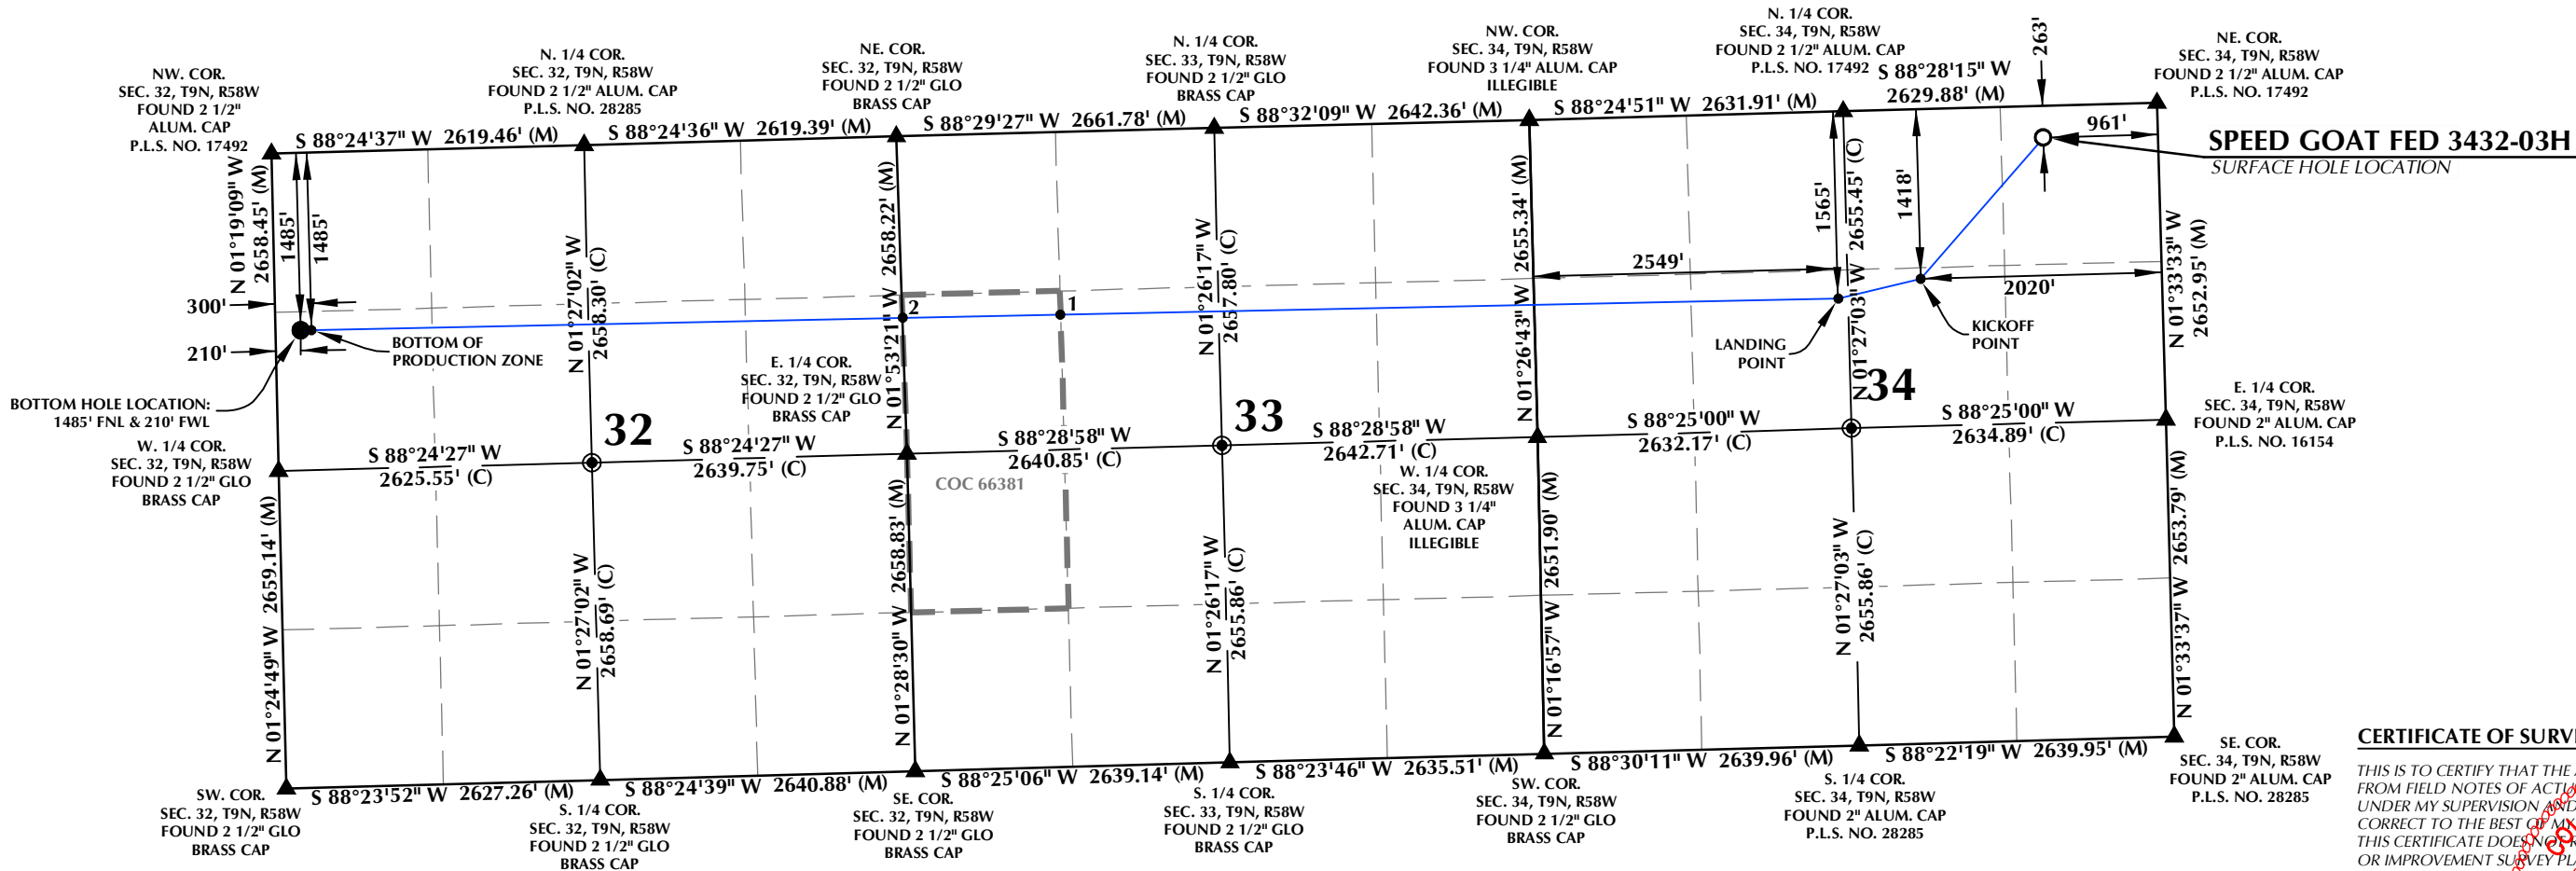 NW. COR.
SEC. 32, T9N, R58W
FOUND 2 1/2"
ALUM. CAP
P.L.S. NO. 17492
N. 1/4 COR.
SEC. 32, T9N, R58W
FOUND 2 1/2" ALUM. CAP
P.L.S. NO. 28285
NE. COR.
SEC. 32, T9N, R58W
FOUND 2 1/2" GLO
BRASS CAP
N. 1/4 COR.
SEC. 33, T9N, R58W
FOUND 2 1/2" GLO
BRASS CAP
NW. COR.
SEC. 34, T9N, R58W
FOUND 3 1/4" ALUM. CAP
ILLEGIBLE
N. 1/4 COR.
SEC. 34, T9N, R58W
FOUND 2 1/2" ALUM. CAP
P.L.S. NO. 17492
NE. COR.
SEC. 34, T9N, R58W
FOUND 2 1/2" ALUM. CAP
P.L.S. NO. 17492
S 88°24'37" W 2619.46' (M)
S 88°24'36" W 2619.39' (M)
S 88°29'27" W 2661.78' (M)
S 88°32'09" W 2642.36' (M)
S 88°24'51" W 2631.91' (M)
S 88°28'15" W
2629.88' (M)
263'
961'
SPEED GOAT FED 3432-03H
SURFACE HOLE LOCATION
N 01°19'09" W
2658.45' (M)
1485'
1485'
N 01°27'02" W
2658.30' (C)
N 01°53'21" W 2658.22' (M)
N 01°26'17" W
2657.80' (C)
N 01°26'43" W 2655.34' (M)
1565'
N 01°27'03" W 2655.45' (C)
1418'
N 01°33'33" W
2652.95' (M)
2549'
2020'
300'
210'
2
1
BOTTOM OF
PRODUCTION ZONE
LANDING
POINT
KICKOFF
POINT
BOTTOM HOLE LOCATION:
1485' FNL & 210' FWL
W. 1/4 COR.
SEC. 32, T9N, R58W
FOUND 2 1/2" GLO
BRASS CAP
E. 1/4 COR.
SEC. 32, T9N, R58W
FOUND 2 1/2" GLO
BRASS CAP
32
33
34
E. 1/4 COR.
SEC. 34, T9N, R58W
FOUND 2" ALUM. CAP
P.L.S. NO. 16154
S 88°24'27" W
2625.55' (C)
S 88°24'27" W
2639.75' (C)
S 88°28'58" W
2640.85' (C)
S 88°28'58" W
2642.71' (C)
S 88°25'00" W
2632.17' (C)
S 88°25'00" W
2634.89' (C)
COC 66381
W. 1/4 COR.
SEC. 34, T9N, R58W
FOUND 3 1/4"
ALUM. CAP
ILLEGIBLE
N 01°24'49" W 2659.14' (M)
N 01°27'02" W
2658.69' (C)
N 01°28'30" W 2658.83' (M)
N 01°26'17" W
2655.86' (C)
N 01°16'57" W 2651.90' (M)
N 01°27'03" W
2655.86' (C)
N 01°33'37" W 2653.79' (M)
S 88°23'52" W 2627.26' (M)
S 88°24'39" W 2640.88' (M)
S 88°25'06" W 2639.14' (M)
S 88°23'46" W 2635.51' (M)
S 88°30'11" W 2639.96' (M)
S 88°22'19" W 2639.95' (M)
SW. COR.
SEC. 32, T9N, R58W
FOUND 2 1/2" GLO
BRASS CAP
S. 1/4 COR.
SEC. 32, T9N, R58W
FOUND 2 1/2" GLO
BRASS CAP
SE. COR.
SEC. 32, T9N, R58W
FOUND 2 1/2" GLO
BRASS CAP
S. 1/4 COR.
SEC. 33, T9N, R58W
FOUND 2 1/2" GLO
BRASS CAP
SW. COR.
SEC. 34, T9N, R58W
FOUND 2 1/2" GLO
BRASS CAP
S. 1/4 COR.
SEC. 34, T9N, R58W
FOUND 2" ALUM. CAP
P.L.S. NO. 28285
SE. COR.
SEC. 34, T9N, R58W
FOUND 2" ALUM. CAP
P.L.S. NO. 28285
CERTIFICATE OF SURV
THIS IS TO CERTIFY THAT THE
FROM FIELD NOTES OF ACTU
UNDER MY SUPERVISION AND
CORRECT TO THE BEST OF MY
THIS CERTIFICATE DOES NOT
OR IMPROVEMENT SURVEY PLA